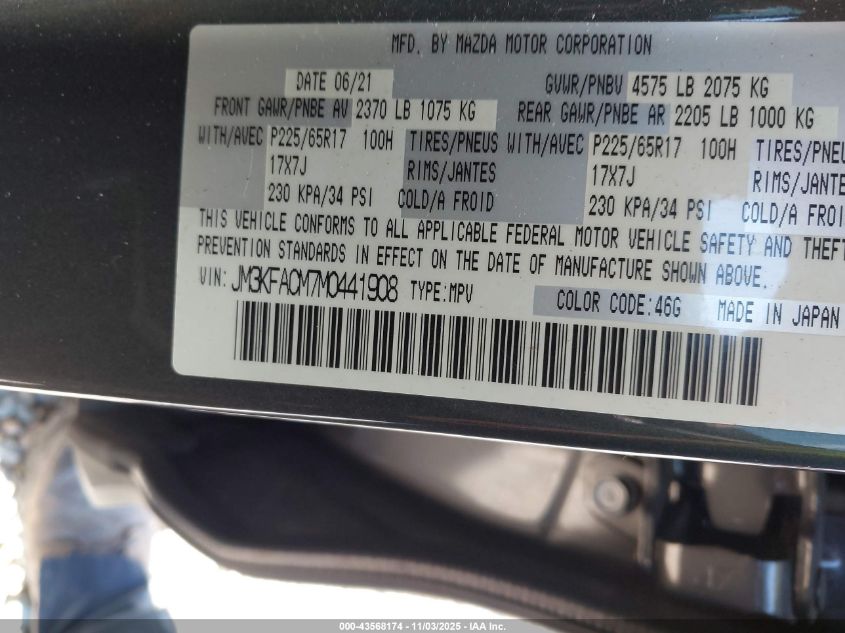 MFD. BY MAZDA MOTOR CORPORATION
DATE 06/21 GVWR/PNBV 4575 LB 2075 KG
FRONT GAWR/PNBE AV 2370 LB 1075 KG REAR GAWR/PNBE AR 2205 LB 1000 KG
WITH/AVEC P225/65R17 100H TIRES/PNEUS WITH/AVEC P225/65R17 100H TIRES/PNEU
17X7J RIMS/JANTES 17X7J RIMS/JANTES
230 KPA/34 PSI COLD/A FROID 230 KPA/34 PSI COLD/A FROI
THIS VEHICLE CONFORMS TO ALL APPLICABLE FEDERAL MOTOR VEHICLE SAFETY AND THEFT
PREVENTION STANDARDS IN EFFECT ON THE DATE OF MANUFACTURE SHOWN ABOVE.
VIN: JM3KFACM7M0441908 TYPE:MPV
COLOR CODE:46G MADE IN JAPAN
000-43568174 - 11/03/2025 - IAA Inc.